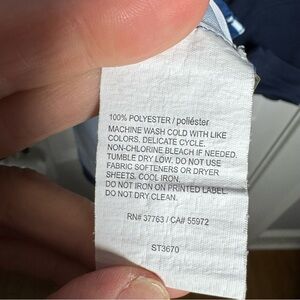 100% POLYESTER / poliéster
MACHINE WASH COLD WITH LIKE
COLORS, DELICATE CYCLE.
NON-CHLORINE BLEACH IF NEEDED.
TUMBLE DRY LOW. DO NOT USE
FABRIC SOFTENERS OR DRYER
SHEETS. COOL IRON.
DO NOT IRON ON PRINTED LABEL.
DO NOT DRY CLEAN.
RN# 37763 / CA# 55972
ST3670